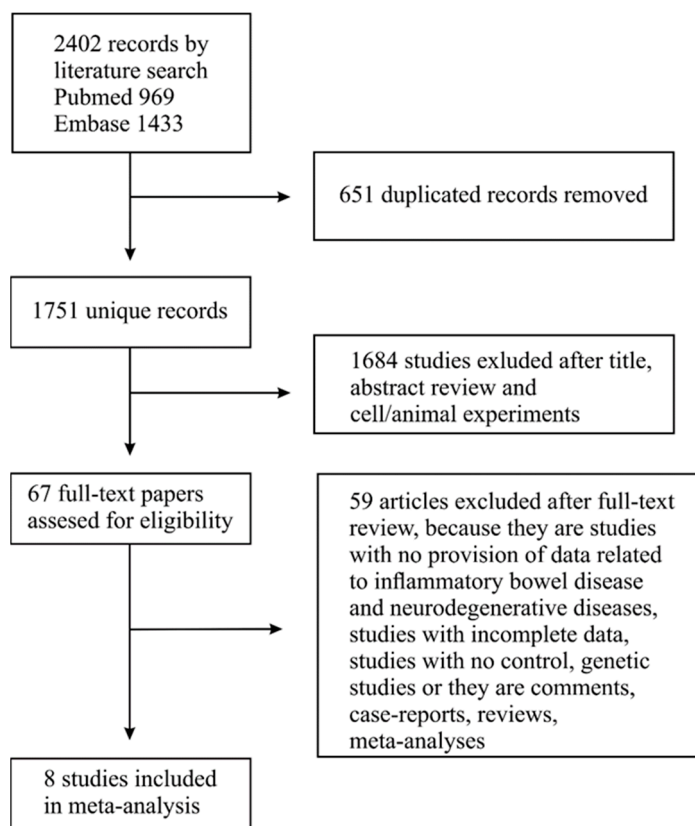 2402 records by
literature search
Pubmed 969
Embase 1433
651 duplicated records removed
1751 unique records
1684 studies exluded after title,
abstract review and
cell/animal experiments
67 full-text papers
assesed for eligibility
59 articles excluded after full-text
review, because they are studies
with no provision of data related
to inflammatory bowel disease
and neurodegenerative diseases,
studies with incomplete data,
studies with no control, genetic
studies or they are comments,
case-reports, reviews,
meta-analyses
8 studies included
in meta-analysis